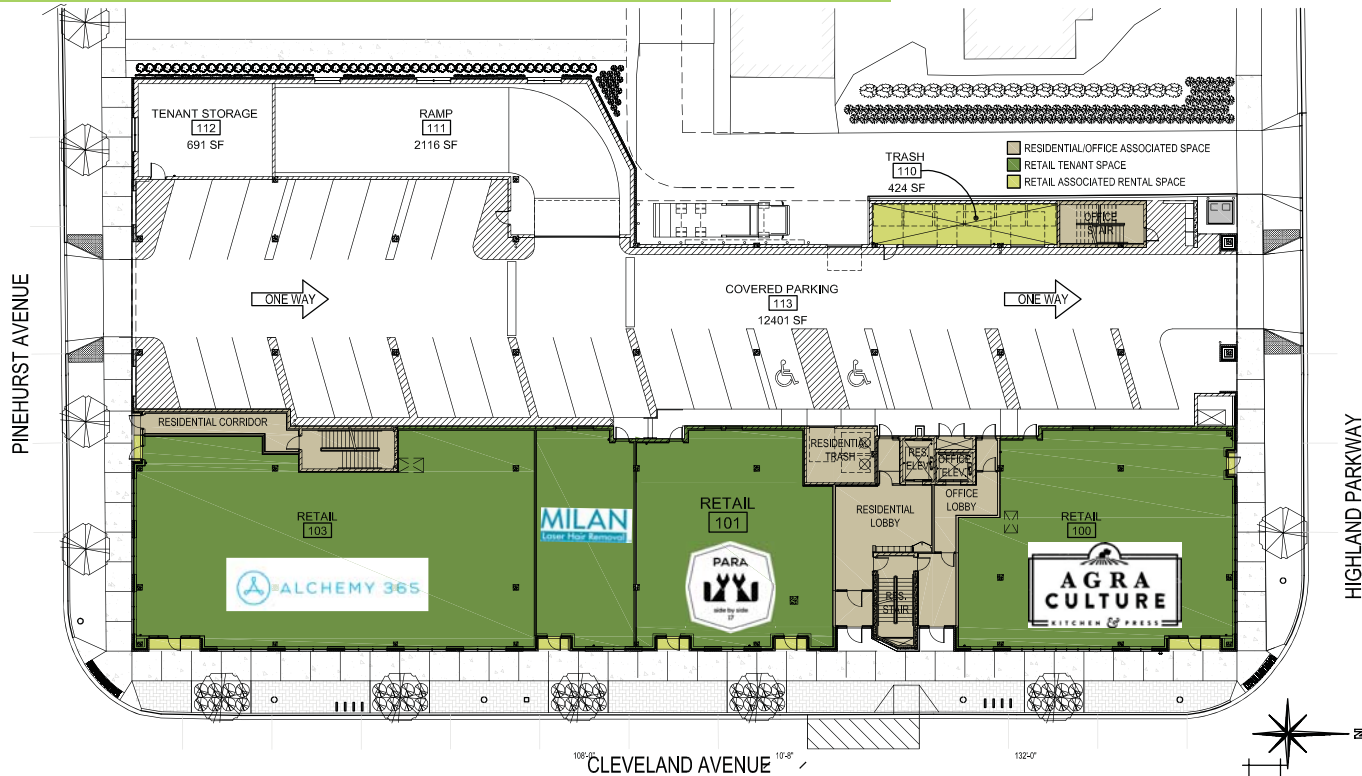 TENANT STORAGE
112
691 SF
RAMP
111
2116 SF
TRASH
110
424 SF
RESIDENTIAL/OFFICE ASSOCIATED SPACE
RETAIL TENANT SPACE
RETAIL ASSOCIATED RENTAL SPACE
OFFICE
STAIR
PINEHURST AVENUE
ONE WAY
COVERED PARKING
113
12401 SF
ONE WAY
HIGHLAND PARKWAY
RESIDENTIAL CORRIDOR
RESIDENTIAL
TRASH
RES.
ELEV.
OFFICE
ELEV.
OFFICE
LOBBY
RESIDENTIAL
LOBBY
RES.
STAIR
RETAIL
103
ALCHEMY 365
MILAN
Laser Hair Removal
RETAIL
101
PARA
side by side
17
RETAIL
100
AGRA
CULTURE
KITCHEN & PRESS
108'-0"
10'-8"
132'-0"
CLEVELAND AVENUE
N